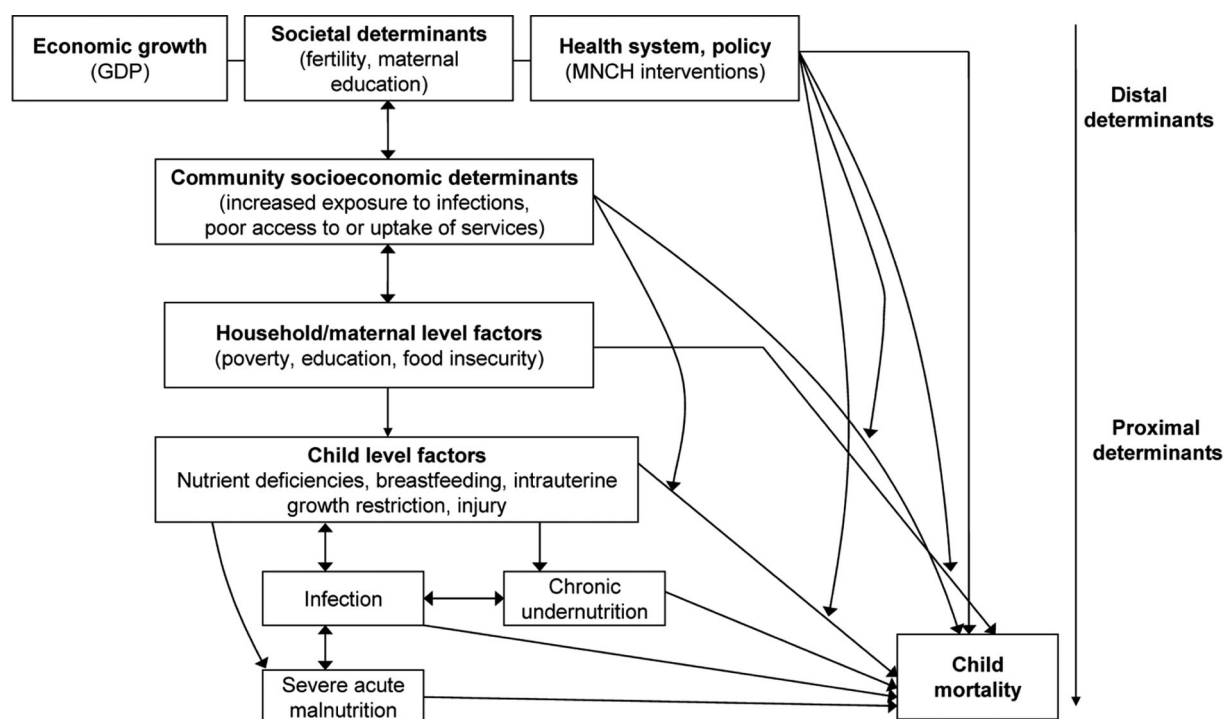 Economic growth
(GDP)
Societal determinants
(fertility, maternal
education)
Health system, policy
(MNCH interventions)
Distal
determinants
Community socioeconomic determinants
(increased exposure to infections,
poor access to or uptake of services)
Household/maternal level factors
(poverty, education, food insecurity)
Proximal
determinants
Child level factors
Nutrient deficiencies, breastfeeding, intrauterine
growth restriction, injury
Infection
Chronic
undernutrition
Severe acute
malnutrition
Child
mortality